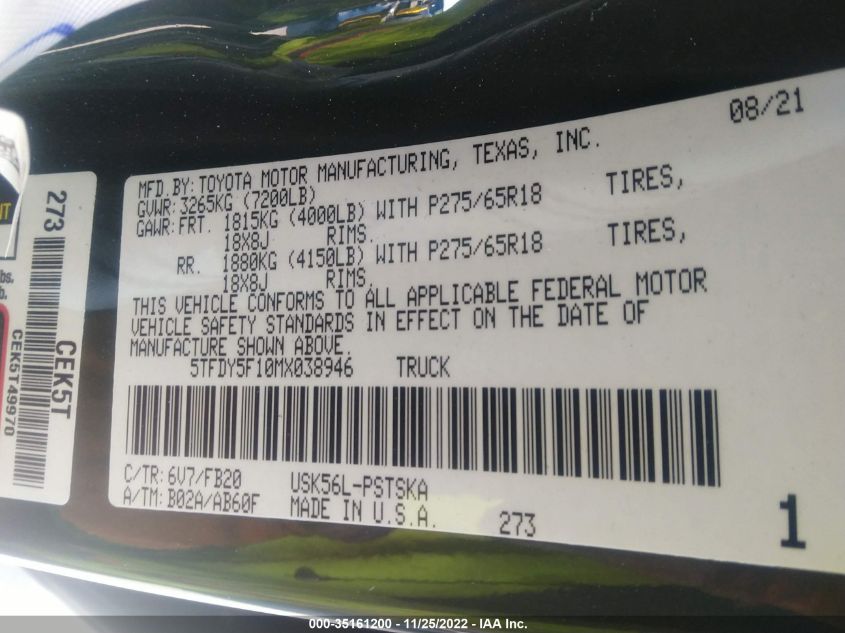 08/21
MFD. BY: TOYOTA MOTOR MANUFACTURING, TEXAS, INC.
GVWR: 3265KG (7200LB)
GAWR: FRT. 1815KG (4000LB) WITH P275/65R18 TIRES,
18X8J RIMS.
RR. 1880KG (4150LB) WITH P275/65R18 TIRES,
18X8J RIMS.
THIS VEHICLE CONFORMS TO ALL APPLICABLE FEDERAL MOTOR
VEHICLE SAFETY STANDARDS IN EFFECT ON THE DATE OF
MANUFACTURE SHOWN ABOVE.
5TFDY5F10MX038946 TRUCK
C/TR: 6V7/FB20 USK56L-PSTSKA
A/TM: B02A/AB60F MADE IN U.S.A. 273
1
273
CEK5T
CEK5T49970
000-35161200 - 11/25/2022 - IAA Inc.